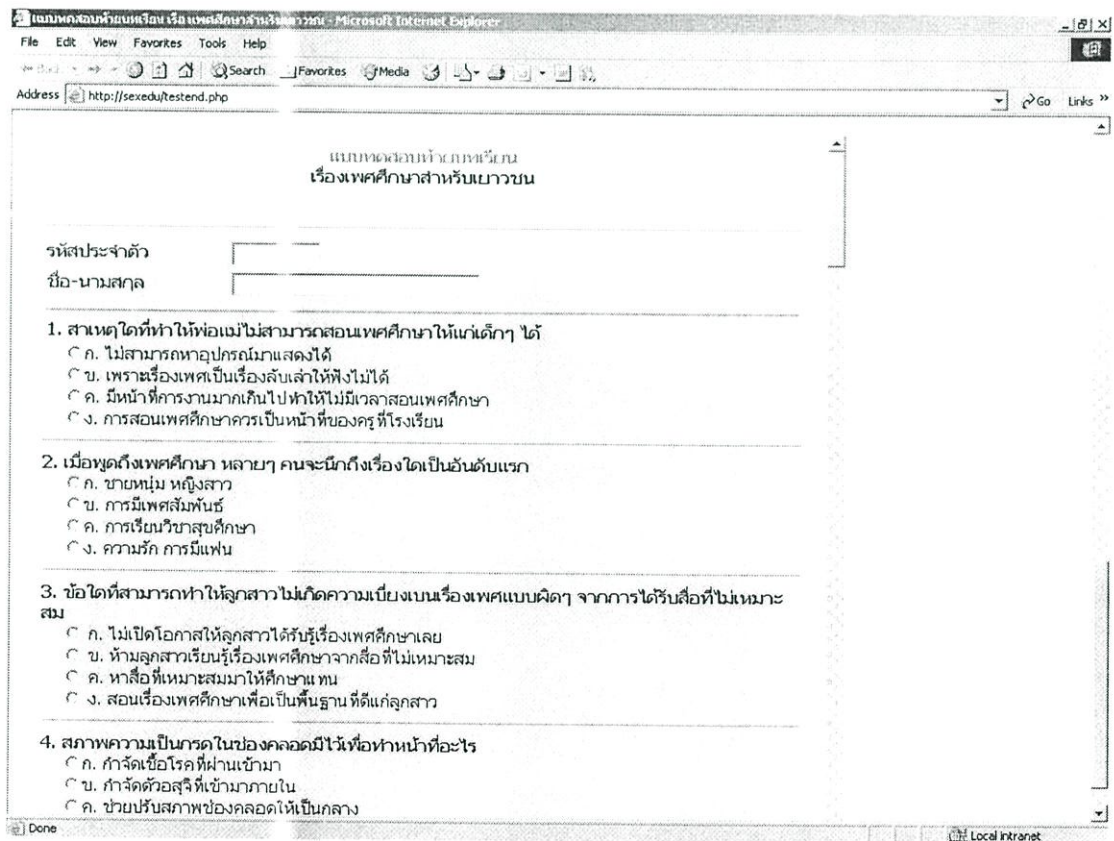 แบบทดสอบท้ายบทเรียน เรื่องเพศศึกษาสำหรับเยาวชน - Microsoft Internet Explorer
File Edit View Favorites Tools Help
Search Favorites Media
Address http://sexedu/testend.php Go Links »
แบบทดสอบท้ายบทเรียน
เรื่องเพศศึกษาสำหรับเยาวชน
รหัสประจำตัว
ชื่อ-นามสกุล
1. สาเหตุใดที่ทำให้พ่อแม่ไม่สามารถสอนเพศศึกษาให้แก่เด็กๆ ได้
ก. ไม่สามารถหาอุปกรณ์มาแสดงได้
ข. เพราะเรื่องเพศเป็นเรื่องลับเล่าให้ฟังไม่ได้
ค. มีหน้าที่การงานมากเกินไปทำให้ไม่มีเวลาสอนเพศศึกษา
ง. การสอนเพศศึกษาควรเป็นหน้าที่ของครูที่โรงเรียน
2. เมื่อพูดถึงเพศศึกษา หลายๆ คนจะนึกถึงเรื่องใดเป็นอันดับแรก
ก. ชายหนุ่ม หญิงสาว
ข. การมีเพศสัมพันธ์
ค. การเรียนวิชาสุขศึกษา
ง. ความรัก การมีแฟน
3. ข้อใดที่สามารถทำให้ลูกสาวไม่เกิดความเบี่ยงเบนเรื่องเพศแบบผิดๆ จากการได้รับสื่อที่ไม่เหมาะ
สม
ก. ไม่เปิดโอกาสให้ลูกสาวได้รับรู้เรื่องเพศศึกษาเลย
ข. ห้ามลูกสาวเรียนรู้เรื่องเพศศึกษาจากสื่อที่ไม่เหมาะสม
ค. หาสื่อที่เหมาะสมมาให้ศึกษาแทน
ง. สอนเรื่องเพศศึกษาเพื่อเป็นพื้นฐานที่ดีแก่ลูกสาว
4. สภาพความเป็นกรดในช่องคลอดมีไว้เพื่อทำหน้าที่อะไร
ก. กำจัดเชื้อโรคที่ผ่านเข้ามา
ข. กำจัดตัวอสุจิที่เข้ามาภายใน
ค. ช่วยปรับสภาพช่องคลอดให้เป็นกลาง
Done Local intranet